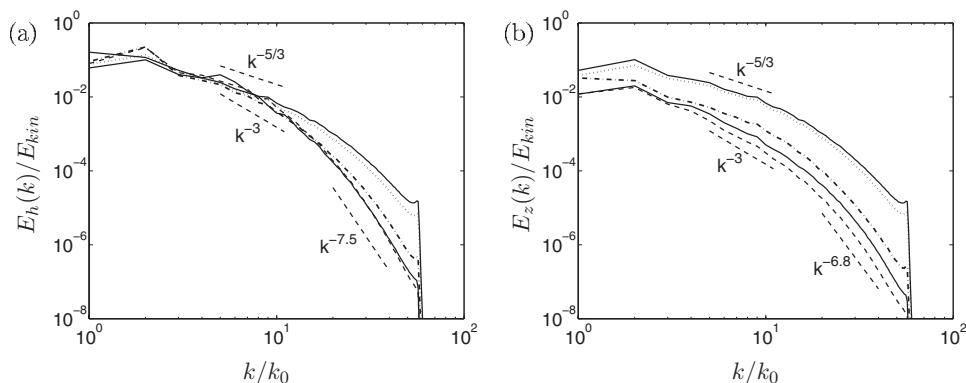 (a)
10^0
10^-2
10^-4
10^-6
10^-8
E_h(k)/E_kin
k^-5/3
k^-3
k^-7.5
10^0
10^1
10^2
k/k_0
(b)
10^0
10^-2
10^-4
10^-6
10^-8
E_z(k)/E_kin
k^-5/3
k^-3
k^-6.8
10^0
10^1
10^2
k/k_0